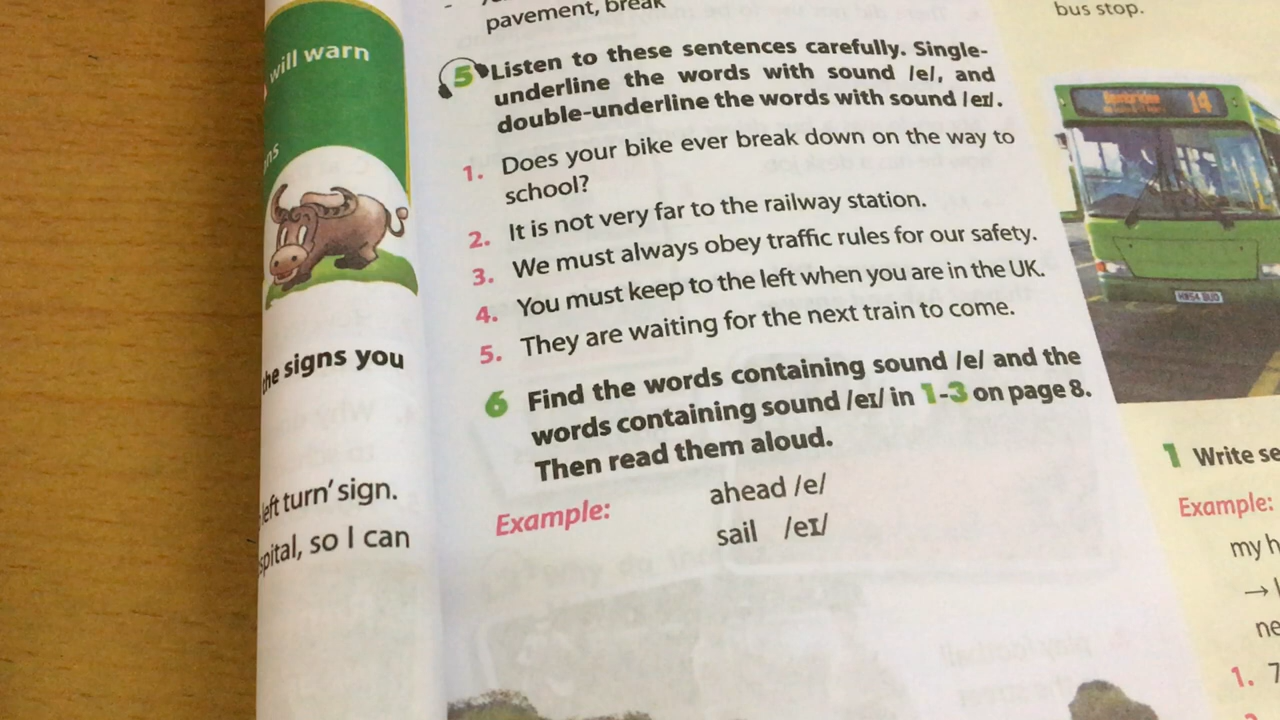 will warn
ns
the signs you
left turn' sign.
spital, so I can
pavement, break
5 Listen to these sentences carefully. Single-
underline the words with sound /e/, and
double-underline the words with sound /eɪ/.
1. Does your bike ever break down on the way to
school?
2. It is not very far to the railway station.
3. We must always obey traffic rules for our safety.
4. You must keep to the left when you are in the UK.
5. They are waiting for the next train to come.
6 Find the words containing sound /e/ and the
words containing sound /eɪ/ in 1-3 on page 8.
Then read them aloud.
Example: ahead /e/
sail /eɪ/
bus stop.
14
1 Write se
Example:
my h
→ I
ne
1. 7